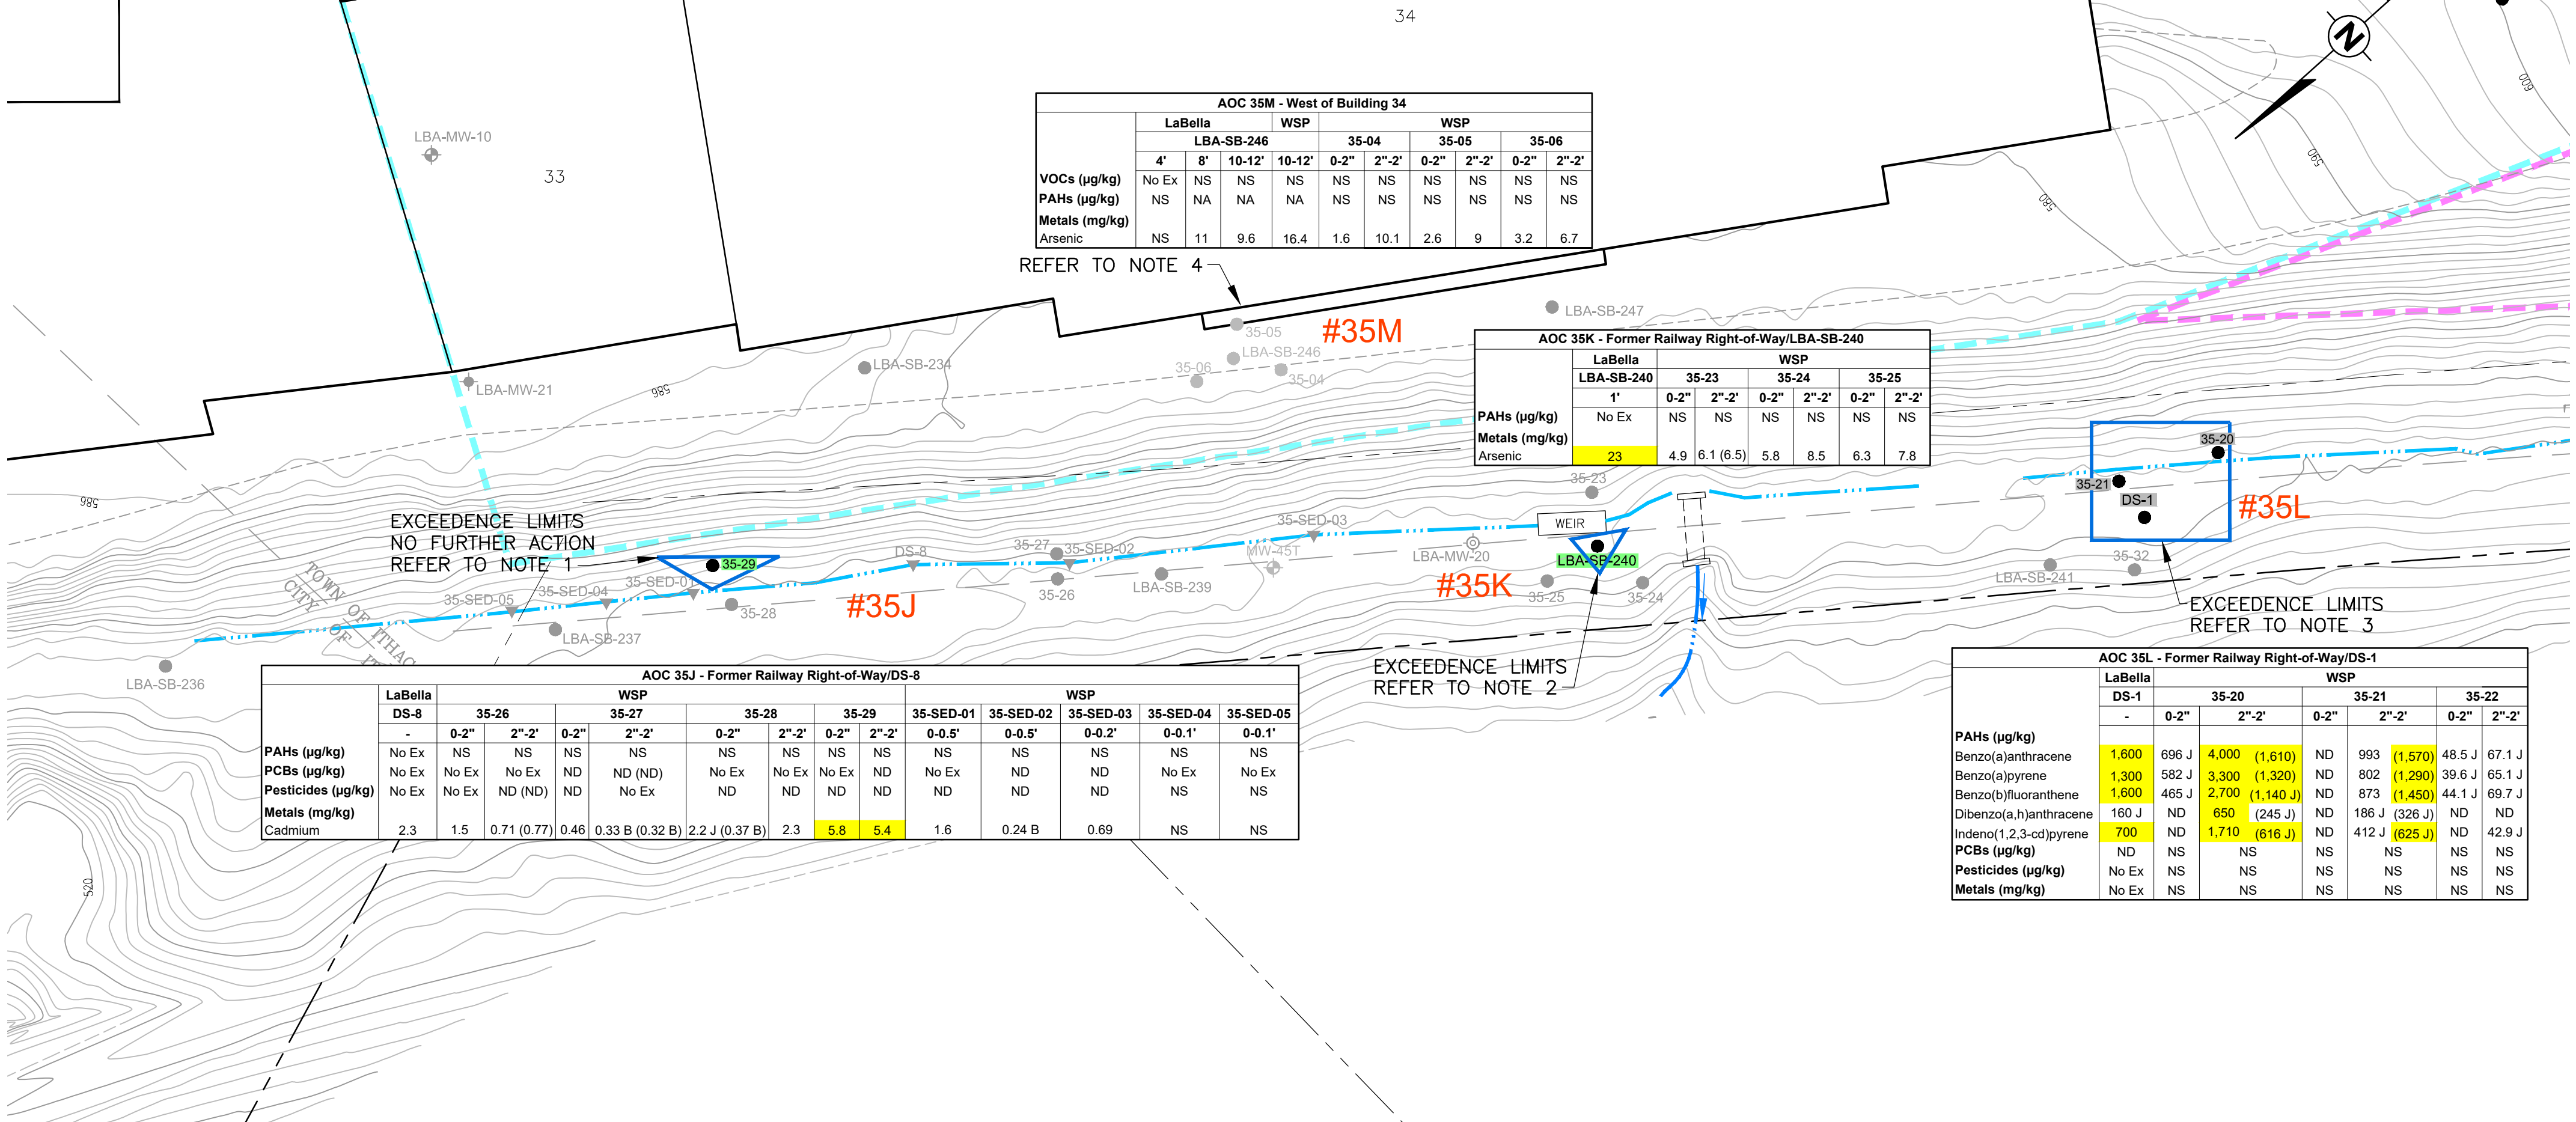 34
N
600
590
580
LBA-MW-10
33
AOC 35M - West of Building 34
LaBella WSP WSP
LBA-SB-246 35-04 35-05 35-06
4' 8' 10-12' 10-12' 0-2" 2"-2' 0-2" 2"-2' 0-2" 2"-2'
VOCs (µg/kg) No Ex NS NS NS NS NS NS NS NS NS
PAHs (µg/kg) NS NA NA NA NS NS NS NS NS NS
Metals (mg/kg)
Arsenic NS 11 9.6 16.4 1.6 10.1 2.6 9 3.2 6.7
REFER TO NOTE 4
35-05
#35M
LBA-SB-247
LBA-SB-246
35-06
35-04
LBA-SB-234
LBA-MW-21
586
586
AOC 35K - Former Railway Right-of-Way/LBA-SB-240
LaBella WSP
LBA-SB-240 35-23 35-24 35-25
1' 0-2" 2"-2' 0-2" 2"-2' 0-2" 2"-2'
PAHs (µg/kg) No Ex NS NS NS NS NS NS
Metals (mg/kg)
Arsenic 23 4.9 6.1 (6.5) 5.8 8.5 6.3 7.8
35-20
35-21
DS-1
#35L
35-23
WEIR
EXCEEDENCE LIMITS
NO FURTHER ACTION
REFER TO NOTE 1
35-29
DS-8
35-27
35-SED-02
35-SED-03
MW-45T
LBA-MW-20
LBA-SB-240
35-SED-05
35-SED-04
35-SED-01
35-28
#35J
35-26
LBA-SB-239
#35K
35-25
35-24
LBA-SB-241
35-32
LBA-SB-237
LBA-SB-236
TOWN OF ITHAC
CITY OF
520
EXCEEDENCE LIMITS
REFER TO NOTE 2
EXCEEDENCE LIMITS
REFER TO NOTE 3
AOC 35J - Former Railway Right-of-Way/DS-8
LaBella WSP WSP
DS-8 35-26 35-27 35-28 35-29 35-SED-01 35-SED-02 35-SED-03 35-SED-04 35-SED-05
- 0-2" 2"-2' 0-2" 2"-2' 0-2" 2"-2' 0-2" 2"-2' 0-0.5' 0-0.5' 0-0.2' 0-0.1' 0-0.1'
PAHs (µg/kg) No Ex NS NS NS NS NS NS NS NS NS NS NS NS NS
PCBs (µg/kg) No Ex No Ex No Ex ND ND (ND) No Ex No Ex No Ex ND No Ex ND ND No Ex No Ex
Pesticides (µg/kg) No Ex No Ex ND (ND) ND No Ex ND ND ND ND ND ND ND NS NS
Metals (mg/kg)
Cadmium 2.3 1.5 0.71 (0.77) 0.46 0.33 B (0.32 B) 2.2 J (0.37 B) 2.3 5.8 5.4 1.6 0.24 B 0.69 NS NS
AOC 35L - Former Railway Right-of-Way/DS-1
LaBella WSP
DS-1 35-20 35-21 35-22
- 0-2" 2"-2' 0-2" 2"-2' 0-2" 2"-2'
PAHs (µg/kg)
Benzo(a)anthracene 1,600 696 J 4,000 (1,610) ND 993 (1,570) 48.5 J 67.1 J
Benzo(a)pyrene 1,300 582 J 3,300 (1,320) ND 802 (1,290) 39.6 J 65.1 J
Benzo(b)fluoranthene 1,600 465 J 2,700 (1,140 J) ND 873 (1,450) 44.1 J 69.7 J
Dibenzo(a,h)anthracene 160 J ND 650 (245 J) ND 186 J (326 J) ND ND
Indeno(1,2,3-cd)pyrene 700 ND 1,710 (616 J) ND 412 J (625 J) ND 42.9 J
PCBs (µg/kg) ND NS NS NS NS NS NS
Pesticides (µg/kg) No Ex NS NS NS NS NS NS
Metals (mg/kg) No Ex NS NS NS NS NS NS